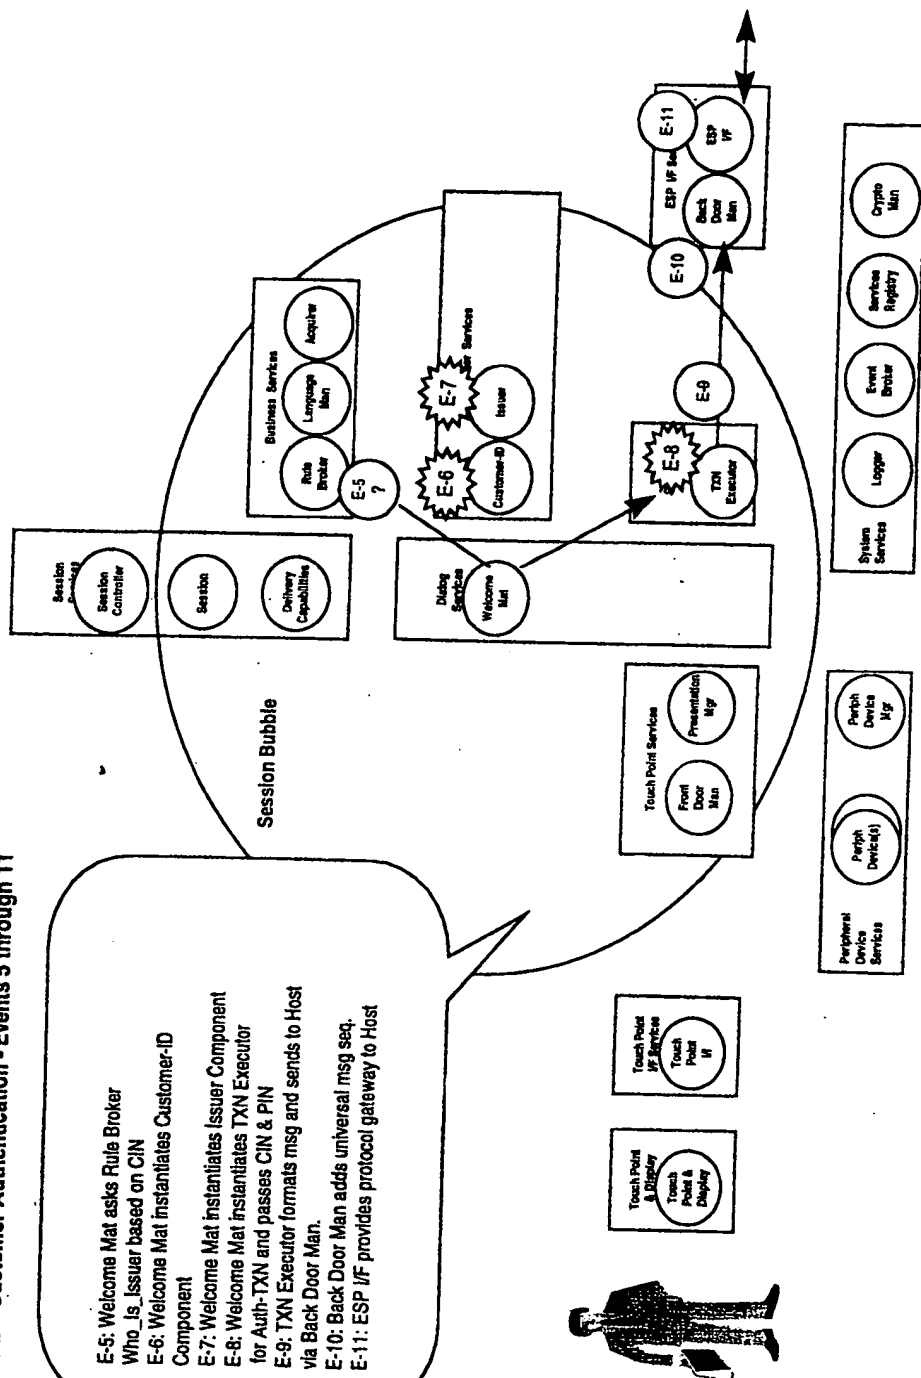 Customer Authentication - Events 5 through 11
E-5: Welcome Mat asks Rule Broker
Who_Is_Issuer based on CIN
E-6: Welcome Mat instantiates Customer-ID
Component
E-7: Welcome Mat instantiates Issuer Component
E-8: Welcome Mat instantiates TXN Executor
for Auth-TXN and passes CIN & PIN
E-9: TXN Executor formats msg and sends to Host
via Back Door Man.
E-10: Back Door Man adds universal msg seq.
E-11: ESP I/F provides protocol gateway to Host
Session Bubble
Session
Services
Session
Controller
Session
Delivery
Capabilities
Business Services
Rule
Broker
Language
Man
Acquirer
E-5
?
E-6
E-7
er Services
Customer-ID
Issuer
Dialog
Services
Welcome
Mat
E-8
TXN
Executor
E-9
E-10
E-11
ESP I/F Se
Back
Door
Man
ESP
I/F
Touch Point Services
Front
Door
Man
Presentation
Mgr
Touch Point
I/F Services
Touch
Point
I/f
Touch Point
& Display
Touch
Point &
Display
Peripheral
Device
Services
Periph
Device(s)
Periph
Device
Mgr
System
Services
Logger
Event
Broker
Services
Registry
Crypto
Man